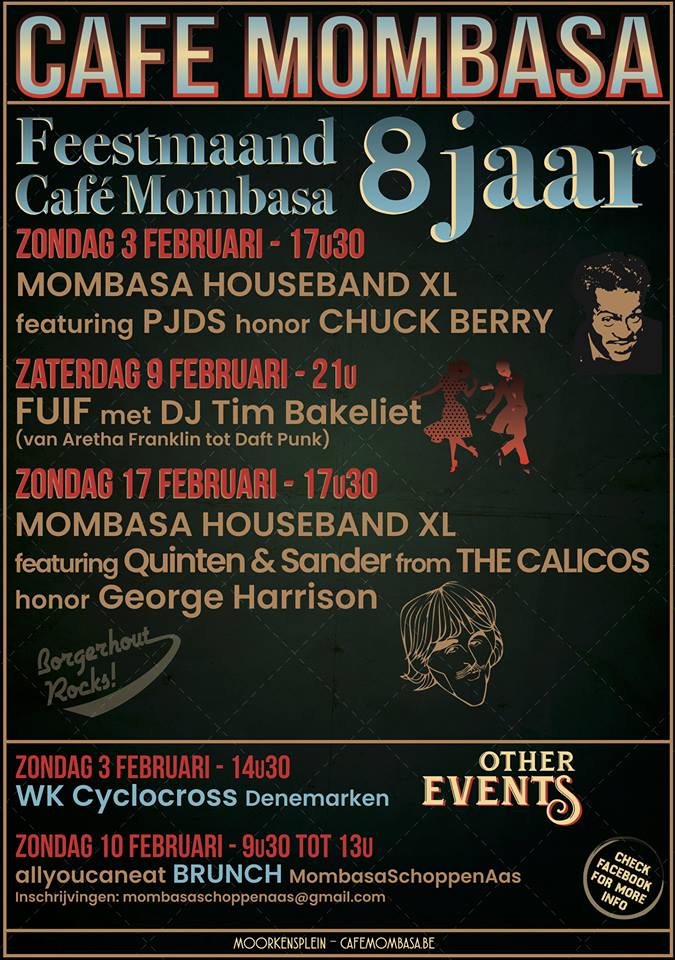 CAFE MOMBASA
Feestmaand
Café Mombasa
8 jaar
ZONDAG 3 FEBRUARI - 17u30
MOMBASA HOUSEBAND XL
featuring PJDS honor CHUCK BERRY
ZATERDAG 9 FEBRUARI - 21u
FUIF met DJ Tim Bakeliet
(van Aretha Franklin tot Daft Punk)
ZONDAG 17 FEBRUARI - 17u30
MOMBASA HOUSEBAND XL
featuring Quinten & Sander from THE CALICOS
honor George Harrison
Borgerhout
Rocks!
ZONDAG 3 FEBRUARI - 14u30
WK Cyclocross Denemarken
OTHER
EVENTS
ZONDAG 10 FEBRUARI - 9u30 TOT 13u
allyoucaneat BRUNCH MombasaSchoppenAas
Inschrijvingen: mombasaschoppenaas@gmail.com
CHECK
FACEBOOK
FOR MORE
INFO
MOORKENSPLEIN - CAFEMOMBASA.BE